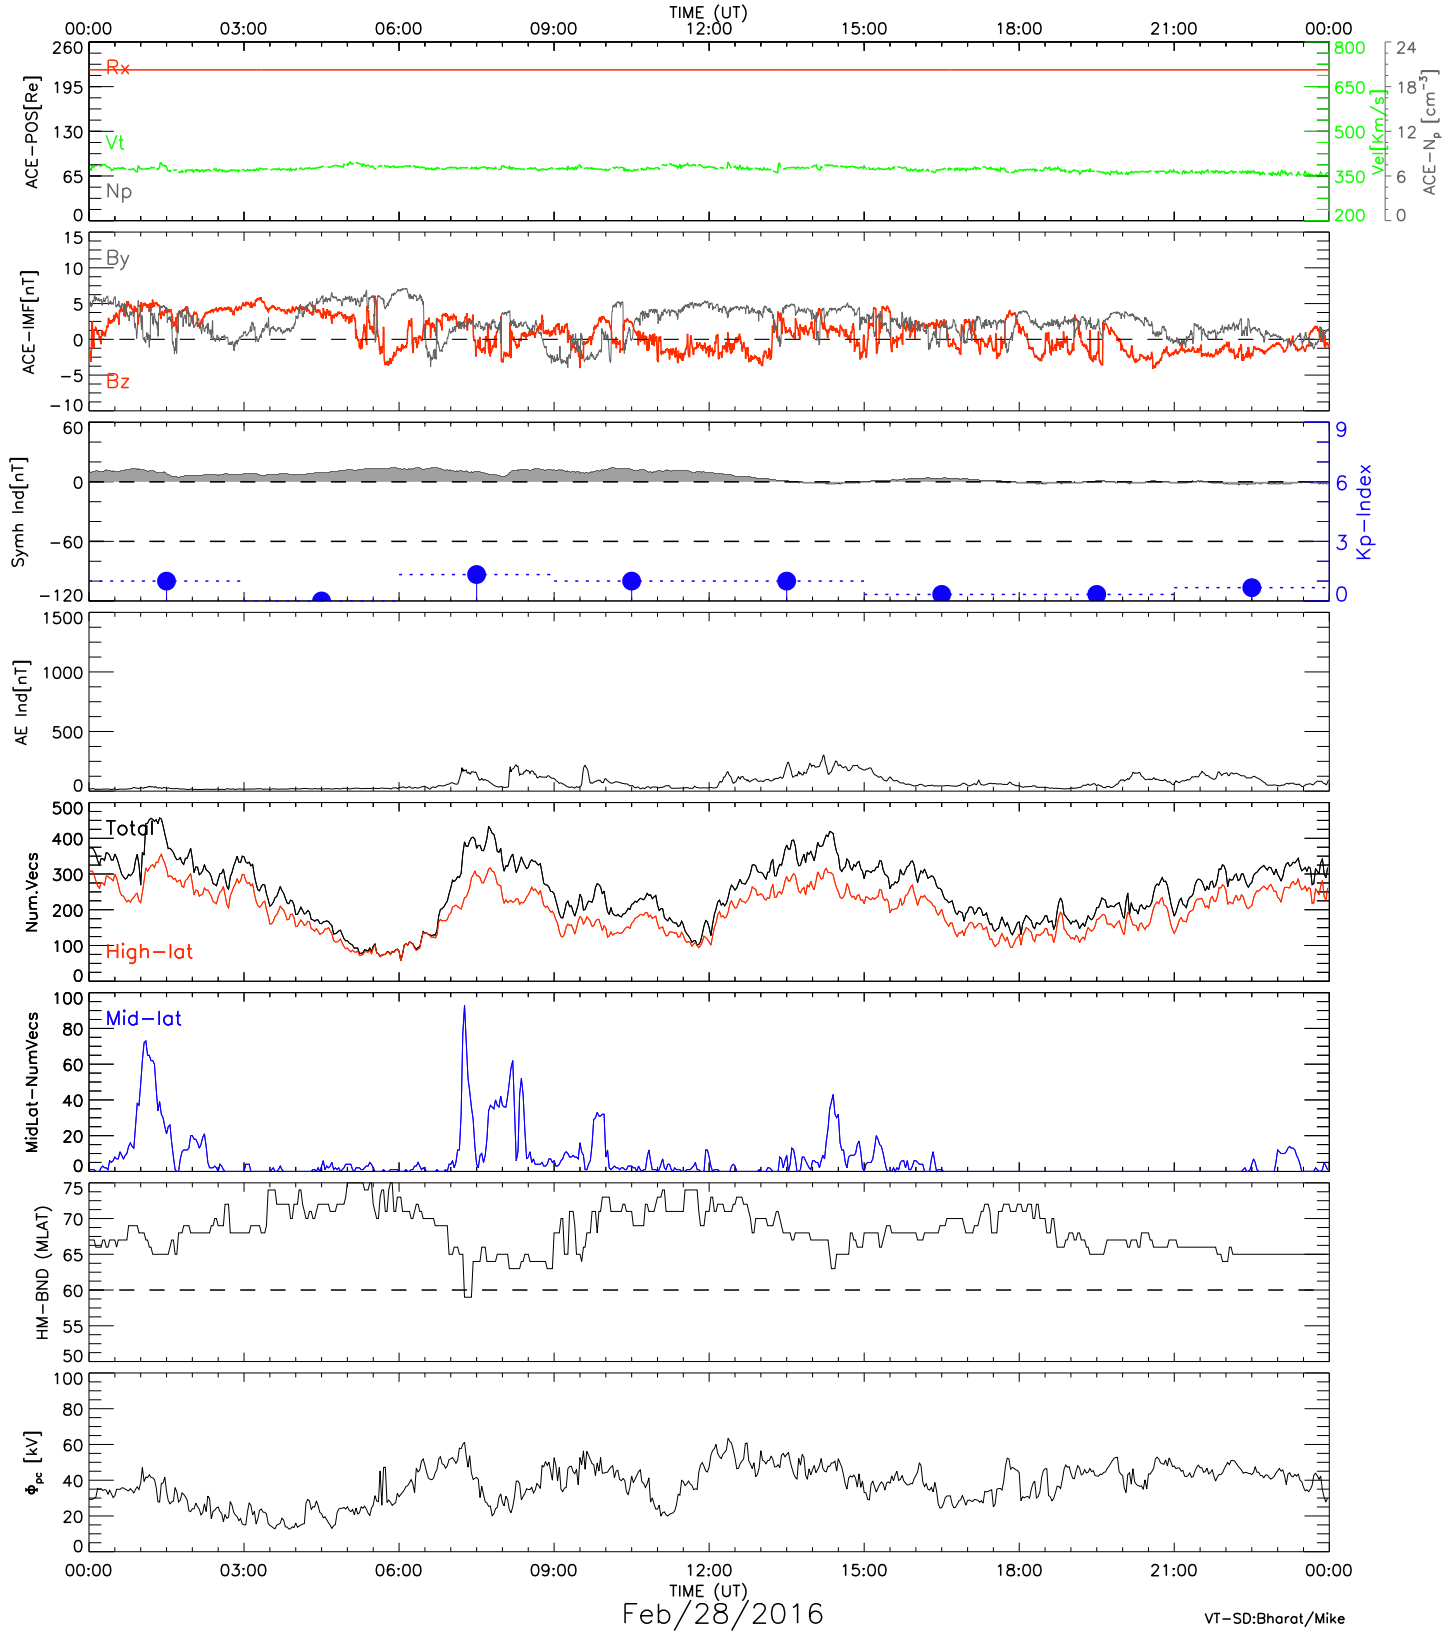 TIME (UT)
00:00 03:00 06:00 09:00 12:00 15:00 18:00 21:00 00:00
260 195 130 65 0
ACE-POS[Re]
Rx
Vt
Np
800 650 500 350 200
Vel[Km/s]
24 18 12 6 0
ACE-Np [cm-3]
15 10 5 0 -5 -10
ACE-IMF[nT]
By
Bz
60 0 -60 -120
Symh Ind[nT]
9 6 3 0
Kp-Index
1500 1000 500 0
AE Ind[nT]
500 400 300 200 100 0
Num.Vecs
Total
High-lat
100 80 60 40 20 0
MidLat-NumVecs
Mid-lat
75 70 65 60 55 50
HM-BND (MLAT)
100 80 60 40 20 0
Φpc [kV]
00:00 03:00 06:00 09:00 12:00 15:00 18:00 21:00 00:00
TIME (UT)
Feb/28/2016
VT-SD:Bharat/Mike